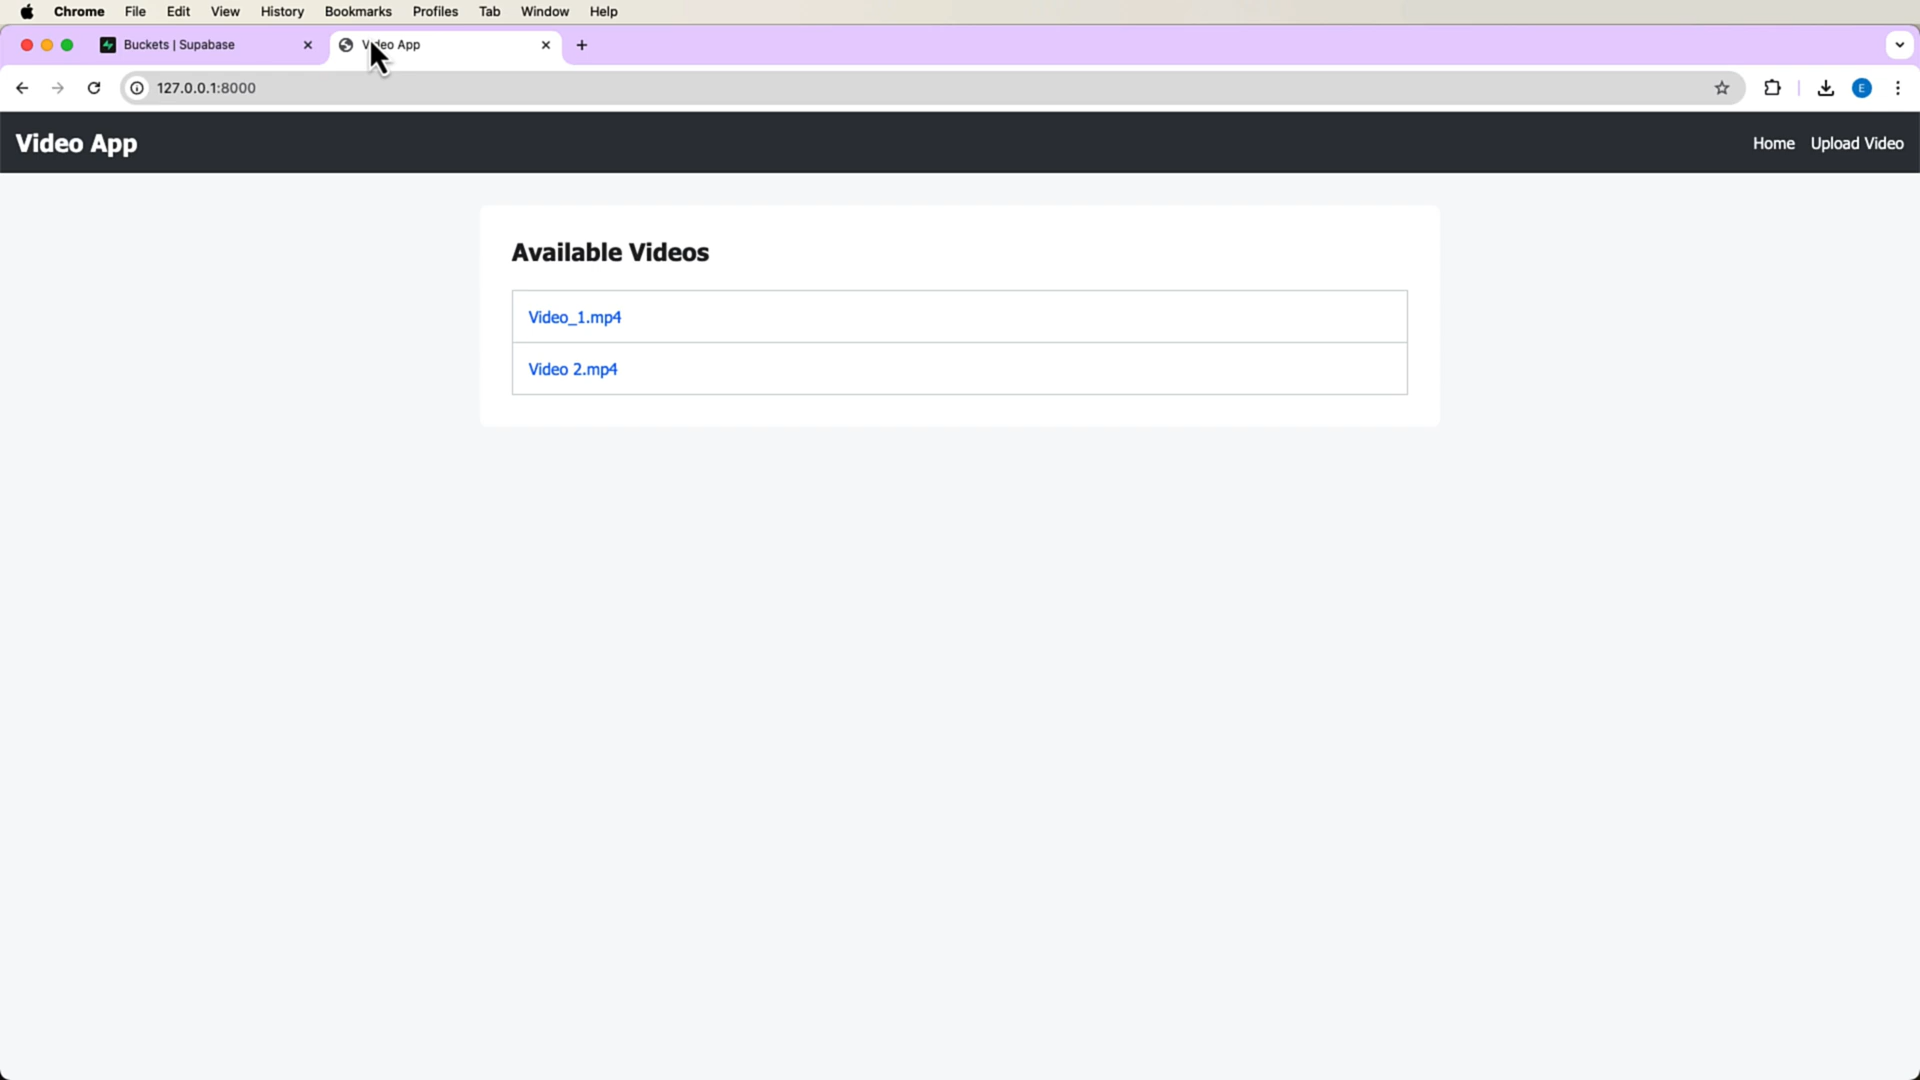 Chrome File Edit View History Bookmarks Profiles Tab Window Help
Buckets | Supabase Video App
127.0.0.1:8000 E
Video App Home Upload Video
Available Videos
Video_1.mp4
Video 2.mp4